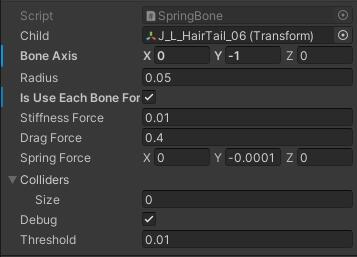 Script SpringBone
Child J_L_HairTail_06 (Transform)
Bone Axis X 0 Y -1 Z 0
Radius 0.05
Is Use Each Bone For
Stiffness Force 0.01
Drag Force 0.4
Spring Force X 0 Y -0.0001 Z 0
Colliders
Size 0
Debug
Threshold 0.01